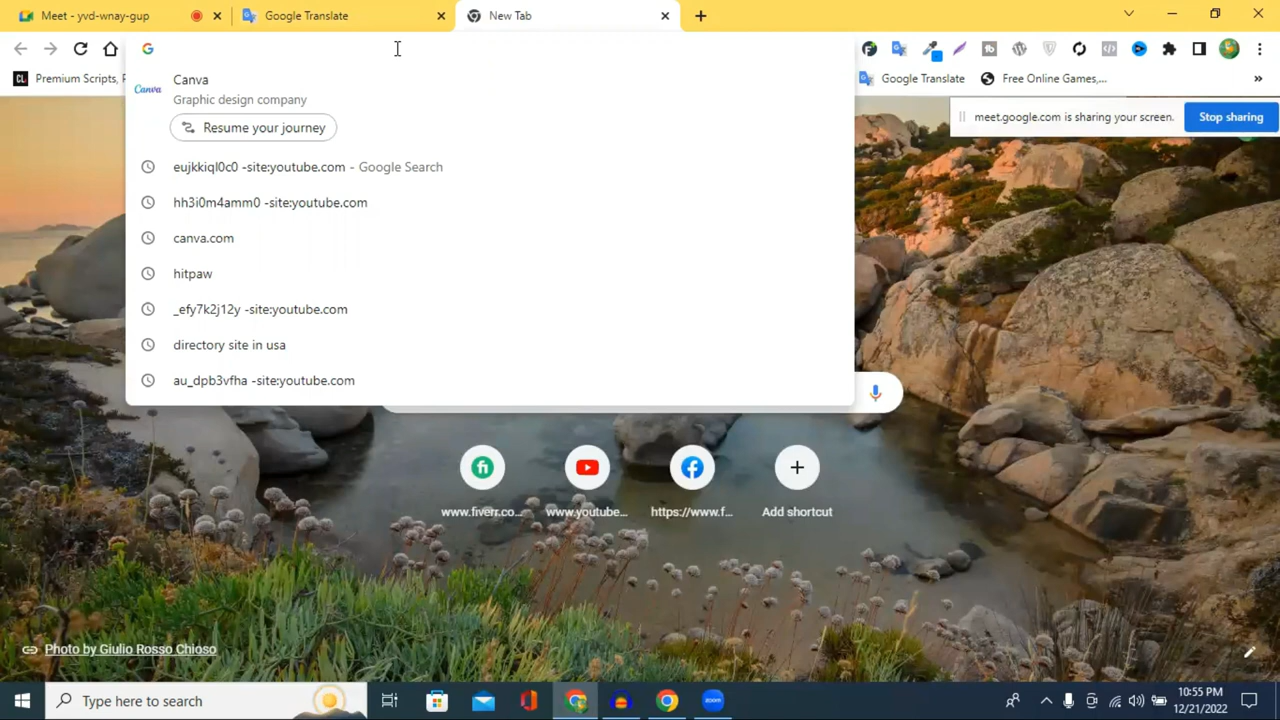 Meet - yvd-wnay-gup
Google Translate
New Tab
Premium Scripts, P
Google Translate
Free Online Games,...
Canva
Canva
Graphic design company
Resume your journey
meet.google.com is sharing your screen.
Stop sharing
eujkkiql0c0 -site:youtube.com - Google Search
hh3i0m4amm0 -site:youtube.com
canva.com
hitpaw
_efy7k2j12y -site:youtube.com
directory site in usa
au_dpb3vfha -site:youtube.com
www.fiverr.co...
www.youtube...
https://www.f...
Add shortcut
Photo by Giulio Rosso Chioso
Type here to search
zoom
10:55 PM
12/21/2022